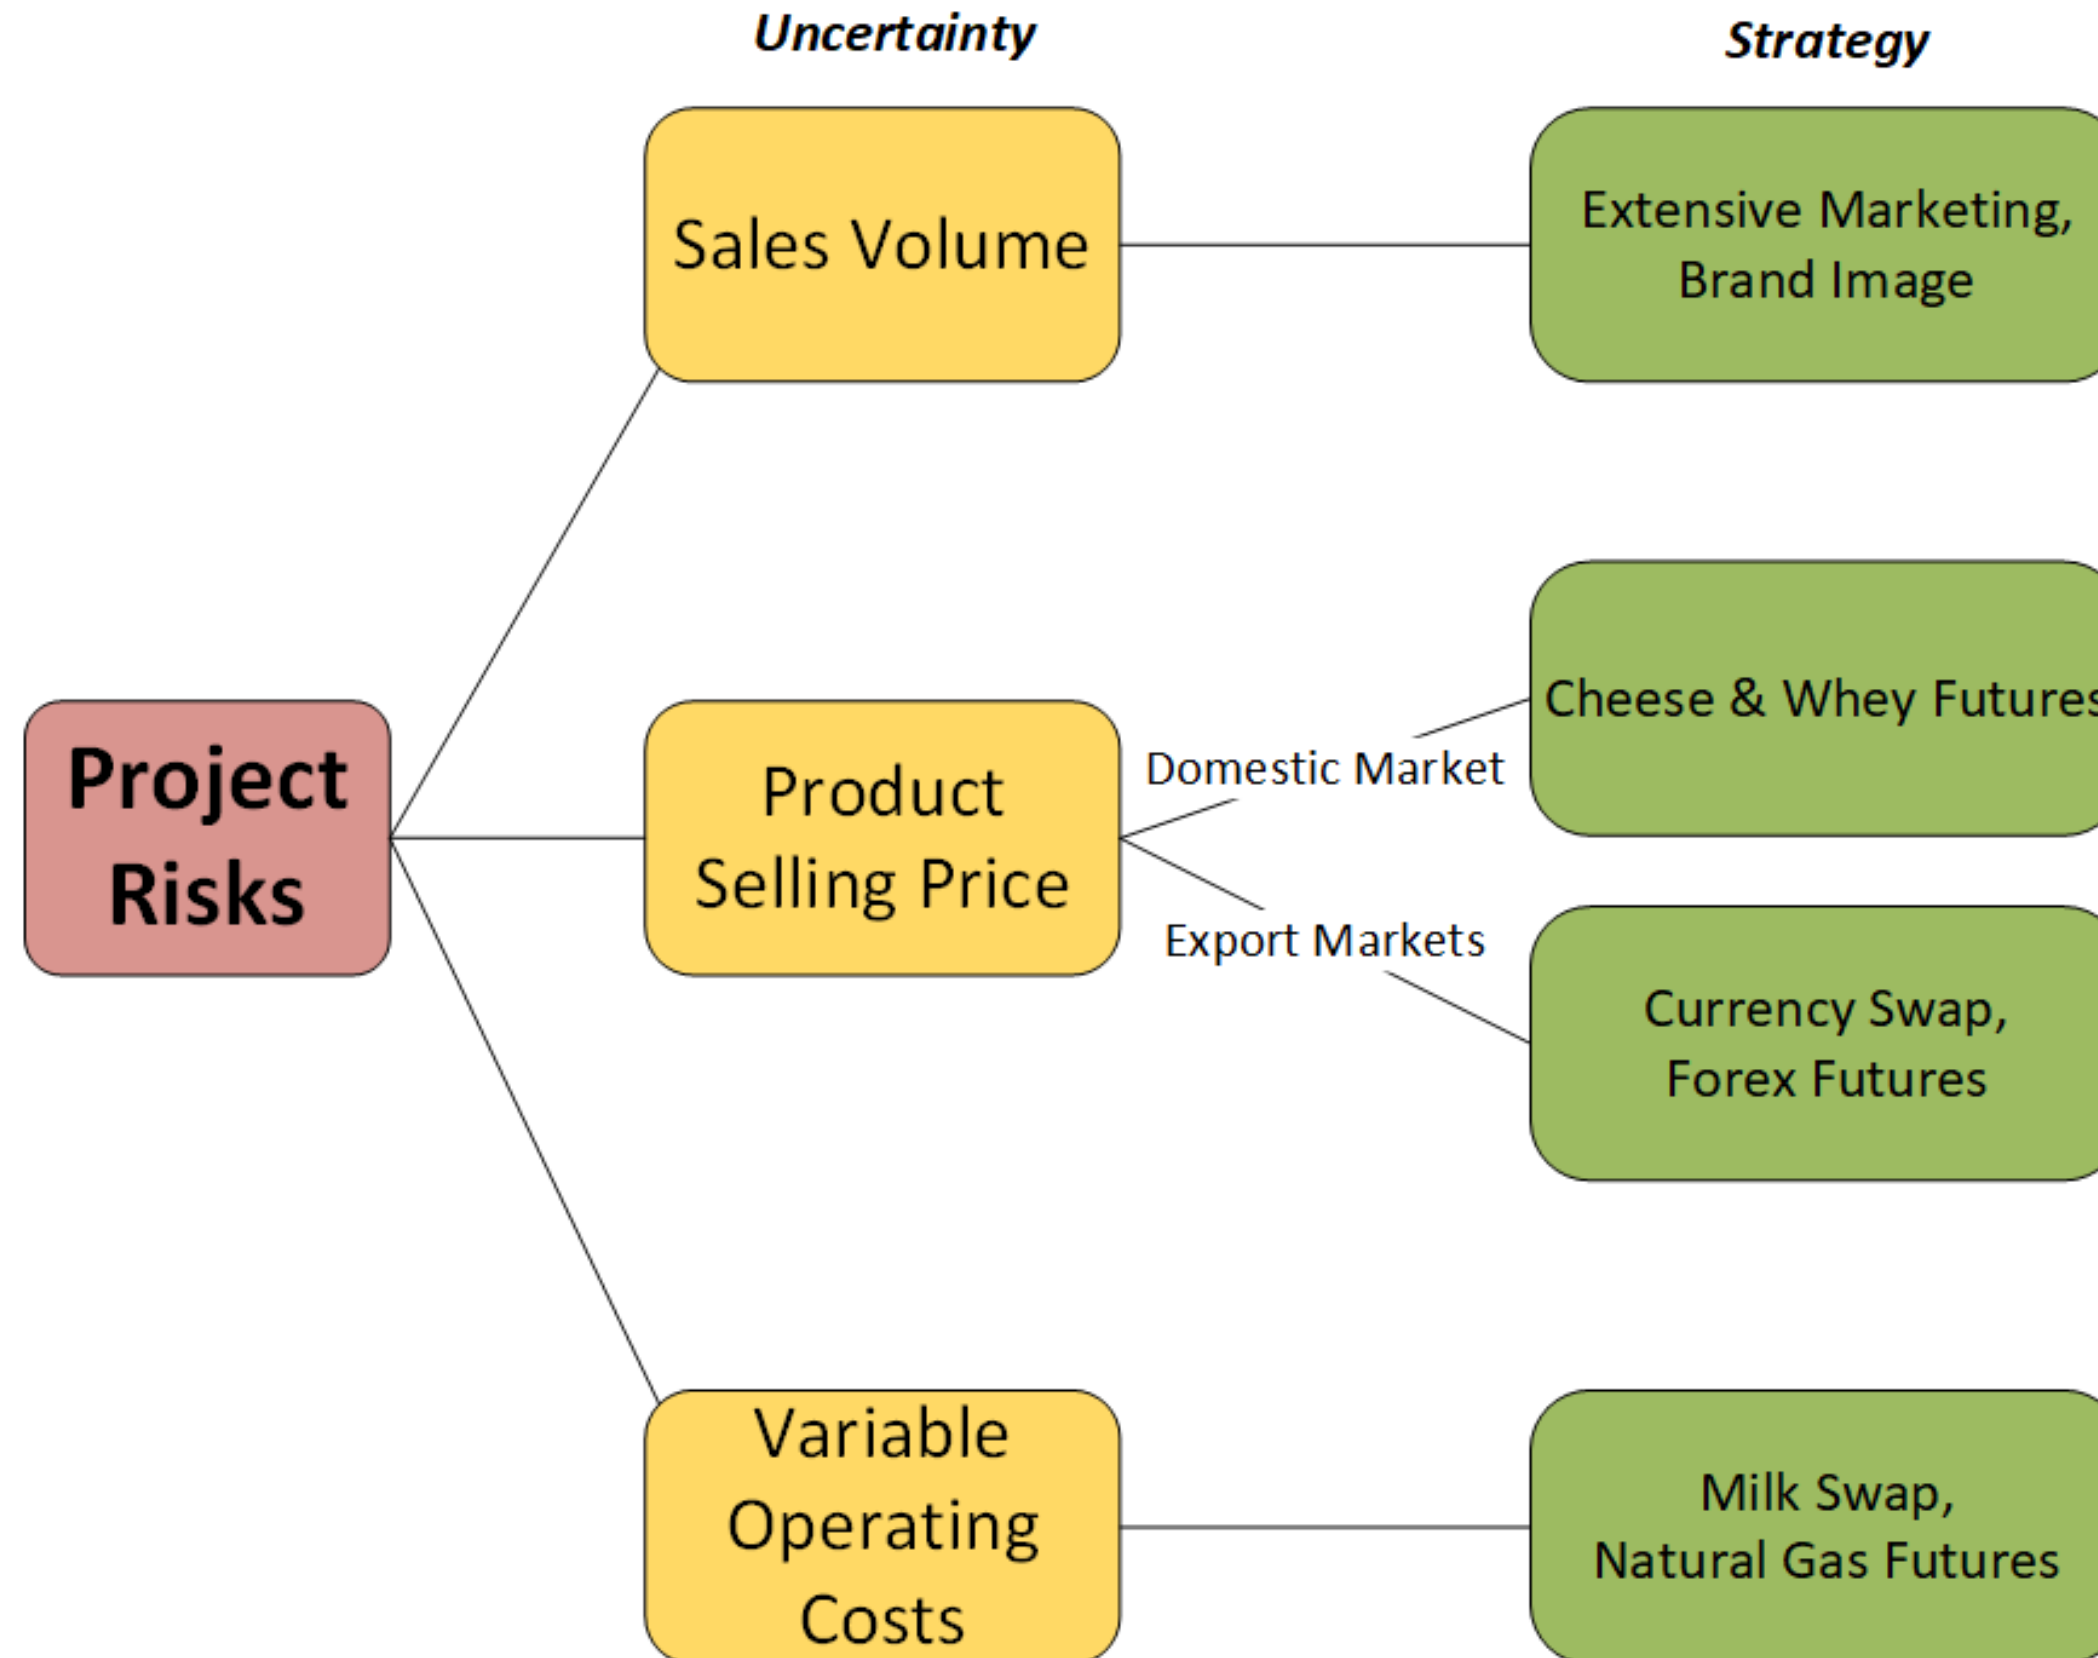 Uncertainty
Strategy
Sales Volume
Extensive Marketing,
Brand Image
Project
Risks
Product
Selling Price
Domestic Market
Export Markets
Cheese & Whey Futures
Currency Swap,
Forex Futures
Variable
Operating
Costs
Milk Swap,
Natural Gas Futures